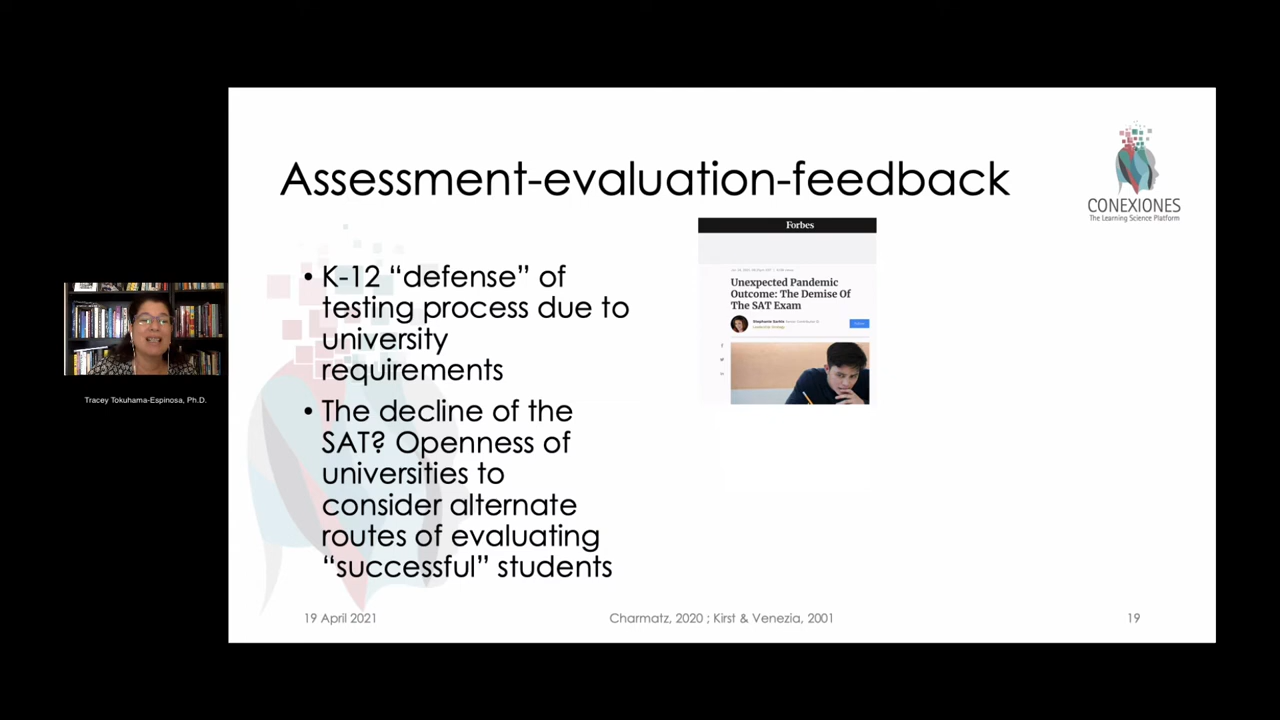 Assessment-evaluation-feedback
CONEXIONES
The Learning Science Platform
• K-12 “defense” of
testing process due to
university
requirements
• The decline of the
SAT? Openness of
universities to
consider alternate
routes of evaluating
“successful” students
Forbes
Unexpected Pandemic
Outcome: The Demise Of
The SAT Exam
Tracey Tokuhama-Espinosa, Ph.D.
19 April 2021
Charmatz, 2020 ; Kirst & Venezia, 2001
19